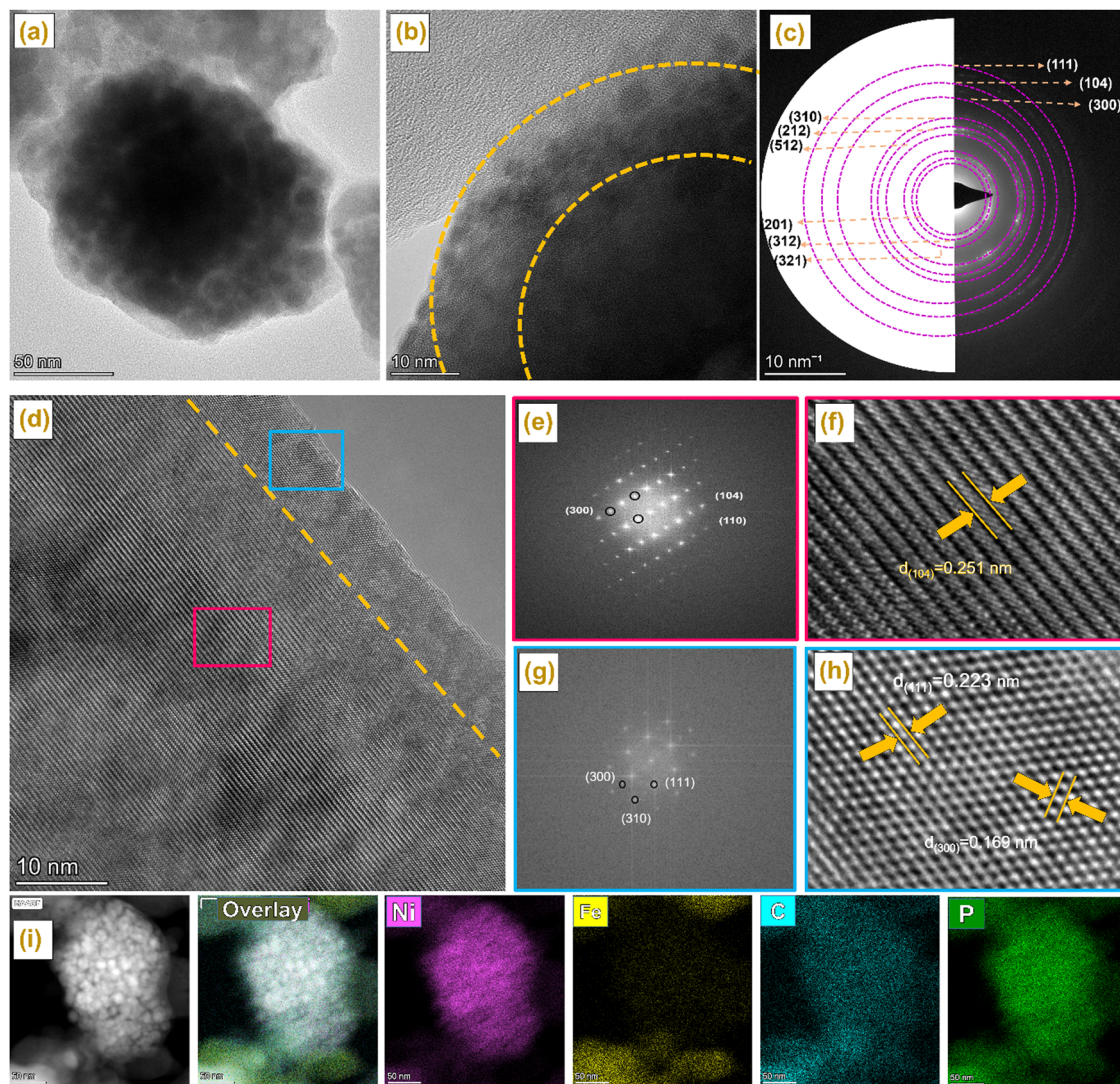 (a)
50 nm
(b)
10 nm
(c)
(111)
(104)
(300)
(310)
(212)
(512)
201)
(312)
(321)
10 nm⁻¹
(d)
10 nm
(e)
(104)
(300)
(110)
(f)
d(104)=0.251 nm
(g)
(300)
(111)
(310)
(h)
d(111)=0.223 nm
d(300)=0.169 nm
HAADF
(i)
50 nm
Overlay
50 nm
Ni
50 nm
Fe
50 nm
C
50 nm
P
50 nm